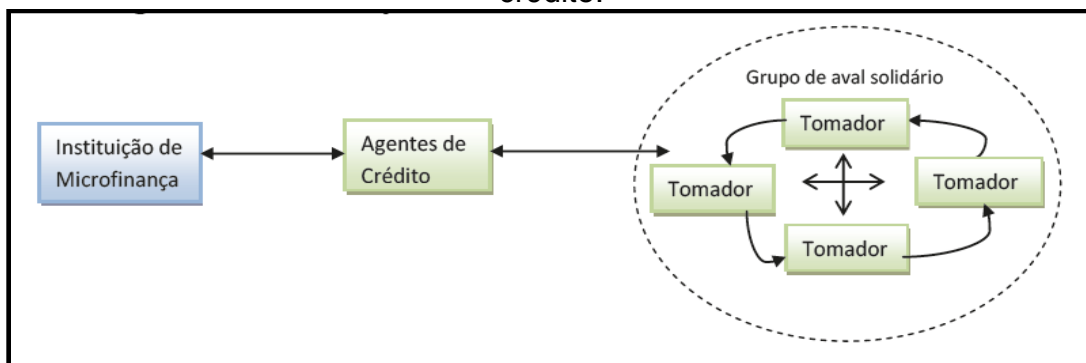 crédito.
Grupo de aval solidário
Tomador
Instituição de
Microfinança
Agentes de
Crédito
Tomador
Tomador
Tomador